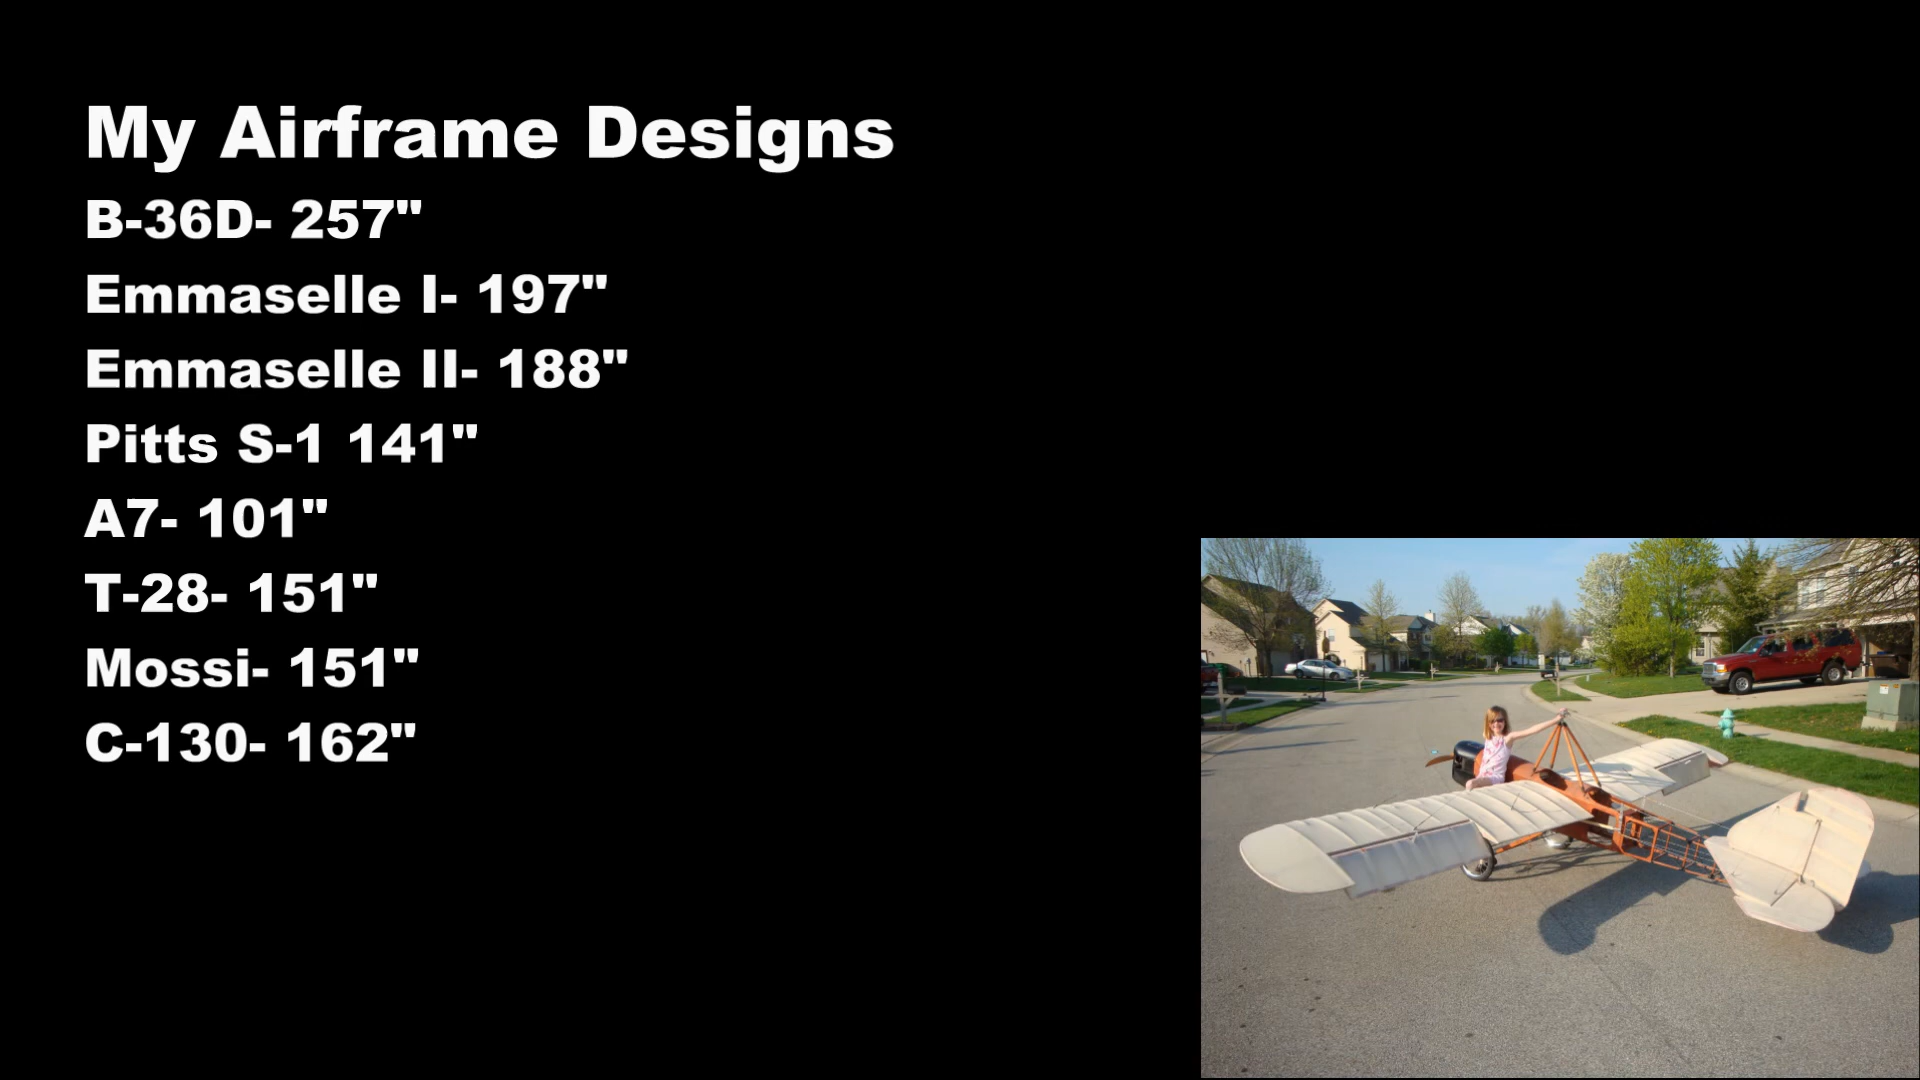 My Airframe Designs
B-36D- 257"
Emmaselle I- 197"
Emmaselle II- 188"
Pitts S-1 141"
A7- 101"
T-28- 151"
Mossi- 151"
C-130- 162"